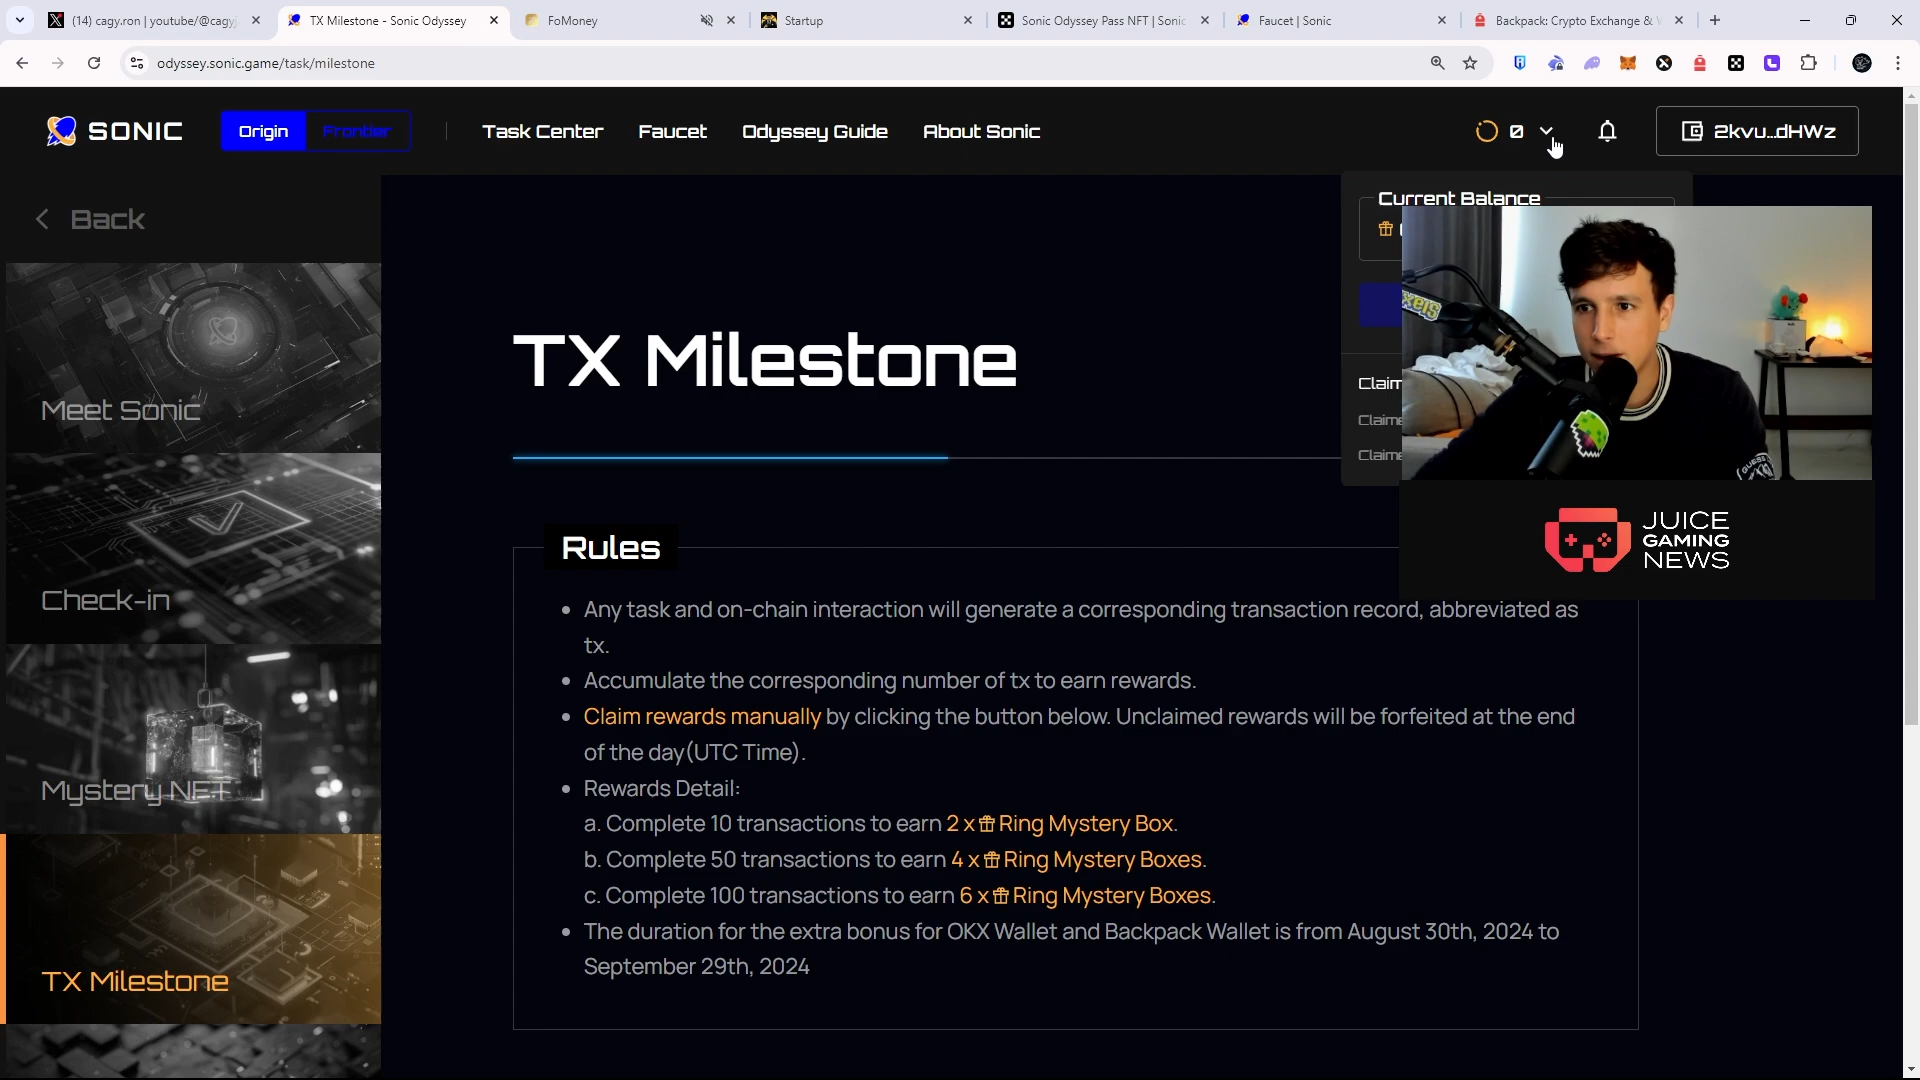 (14) cagy.ron | youtube/@cagy
TX Milestone - Sonic Odyssey
FoMoney
Startup
Sonic Odyssey Pass NFT | Sonic
Faucet | Sonic
Backpack: Crypto Exchange &
odyssey.sonic.game/task/milestone
SONIC
Origin
Frontier
Task Center
Faucet
Odyssey Guide
About Sonic
0
2kvu...dHWz
Back
Current Balance
Meet Sonic
TX Milestone
Claim
Claime
Claime
GUESS
JUICE
GAMING
NEWS
Check-in
Rules
Any task and on-chain interaction will generate a corresponding transaction record, abbreviated as
tx.
Accumulate the corresponding number of tx to earn rewards.
Claim rewards manually by clicking the button below. Unclaimed rewards will be forfeited at the end
of the day(UTC Time).
Mystery NFT
Rewards Detail:
a. Complete 10 transactions to earn 2 x Ring Mystery Box.
b. Complete 50 transactions to earn 4 x Ring Mystery Boxes.
c. Complete 100 transactions to earn 6 x Ring Mystery Boxes.
The duration for the extra bonus for OKX Wallet and Backpack Wallet is from August 30th, 2024 to
September 29th, 2024
TX Milestone